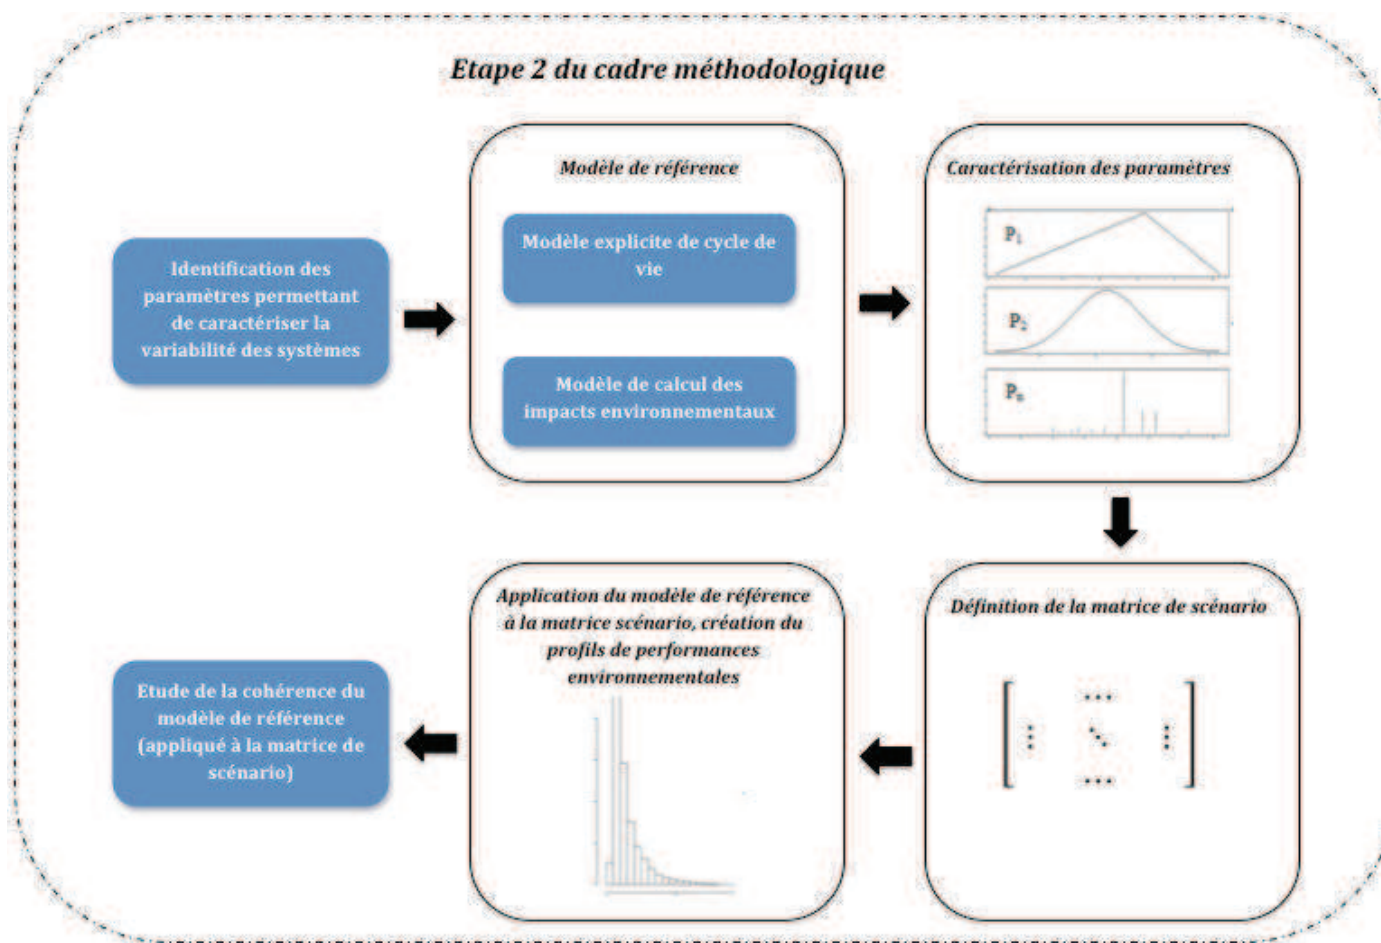 Etape 2 du cadre méthodologique
Identification des
paramètres permettant
de caractériser la
variabilité des systèmes
Modèle de référence
Modèle explicite de cycle de
vie
Modèle de calcul des
impacts environnementaux
Caractérisation des paramètres
P1
P2
Pn
Définition de la matrice de scénario
Application du modèle de référence
à la matrice scénario, création du
profils de performances
environnementales
Etude de la cohérence du
modèle de référence
(appliqué à la matrice de
scénario)